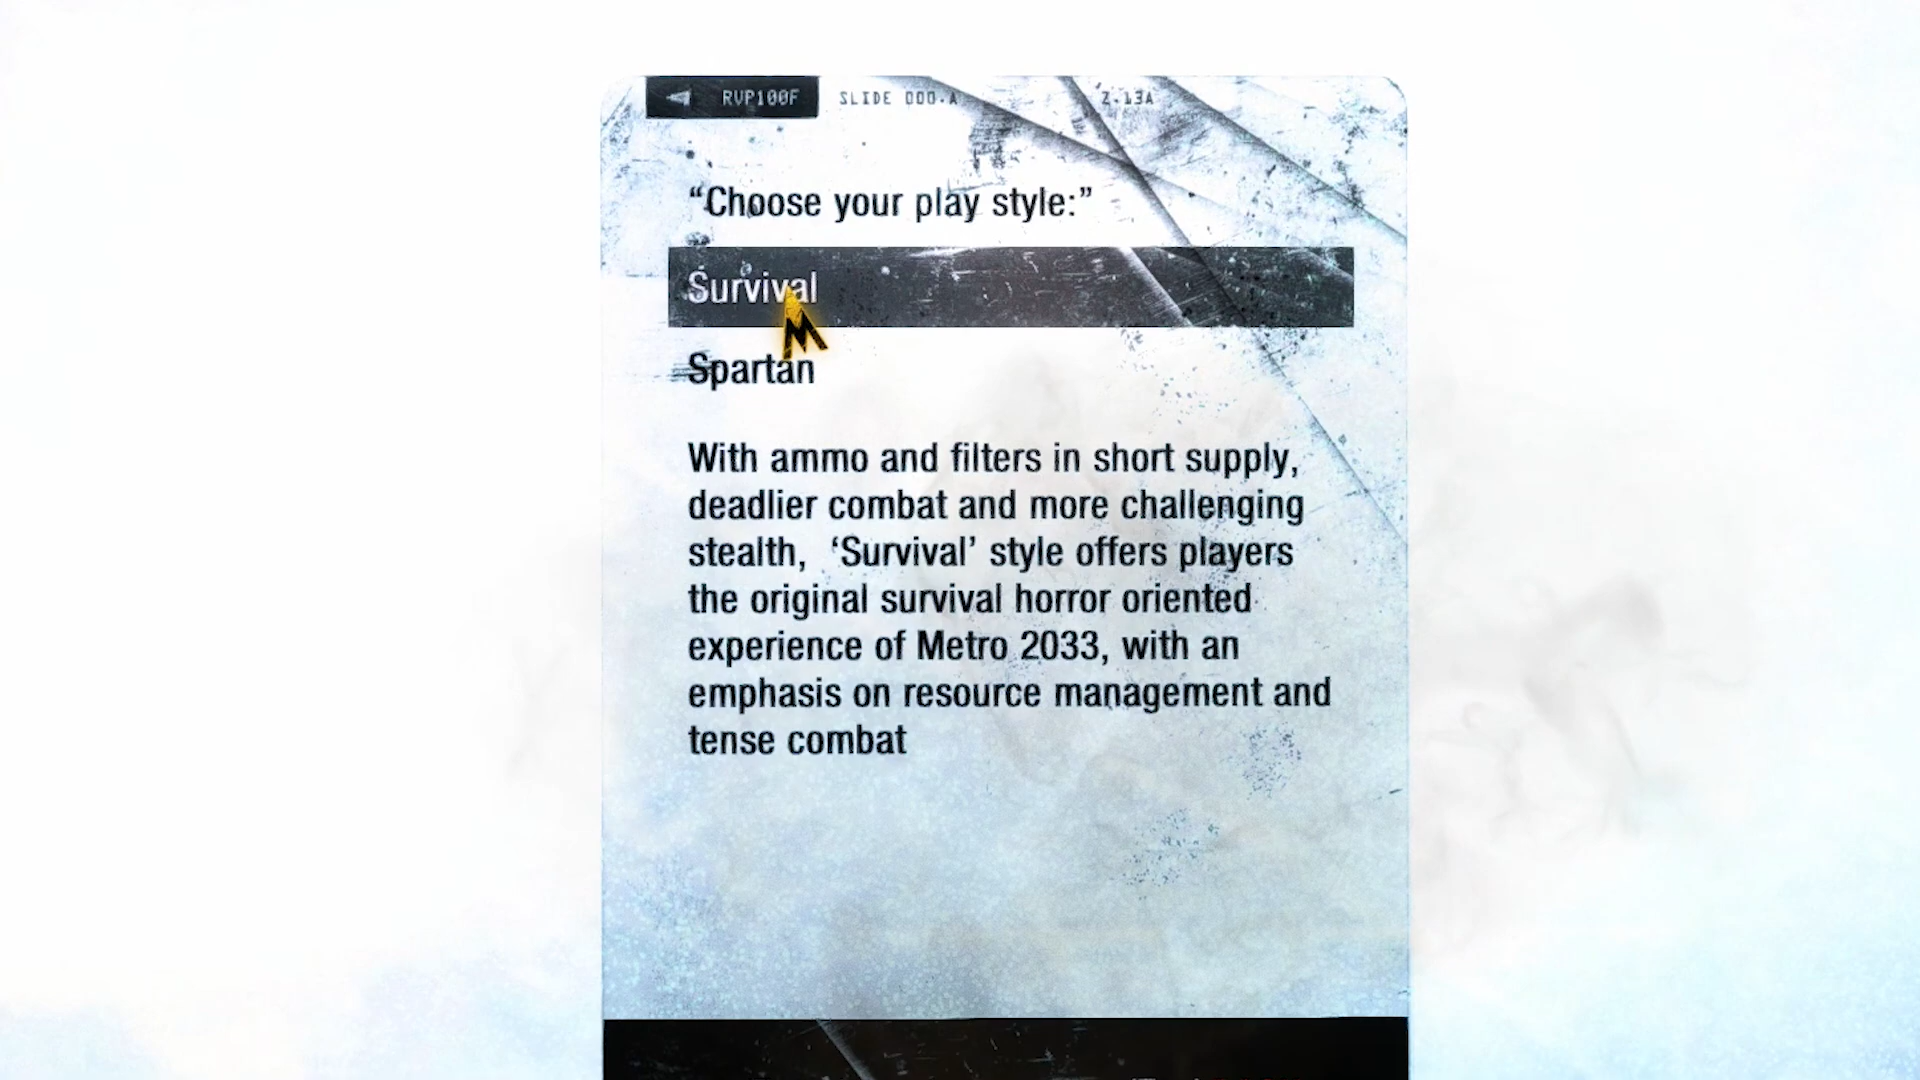 RVP100F SLIDE 000.A 2.13A
“Choose your play style:”
Survival
Spartan
With ammo and filters in short supply,
deadlier combat and more challenging
stealth,  ‘Survival’ style offers players
the original survival horror oriented
experience of Metro 2033, with an
emphasis on resource management and
tense combat